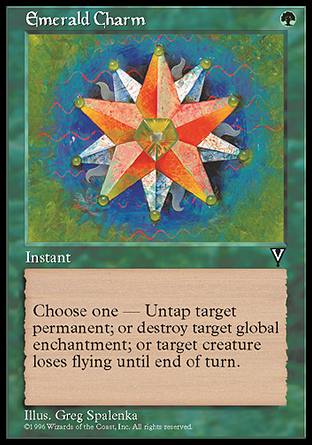 Emerald Charm
Instant
V
Choose one — Untap target
permanent; or destroy target global
enchantment; or target creature
loses flying until end of turn.
Illus. Greg Spalenka
©1996 Wizards of the Coast, Inc. All rights reserved.